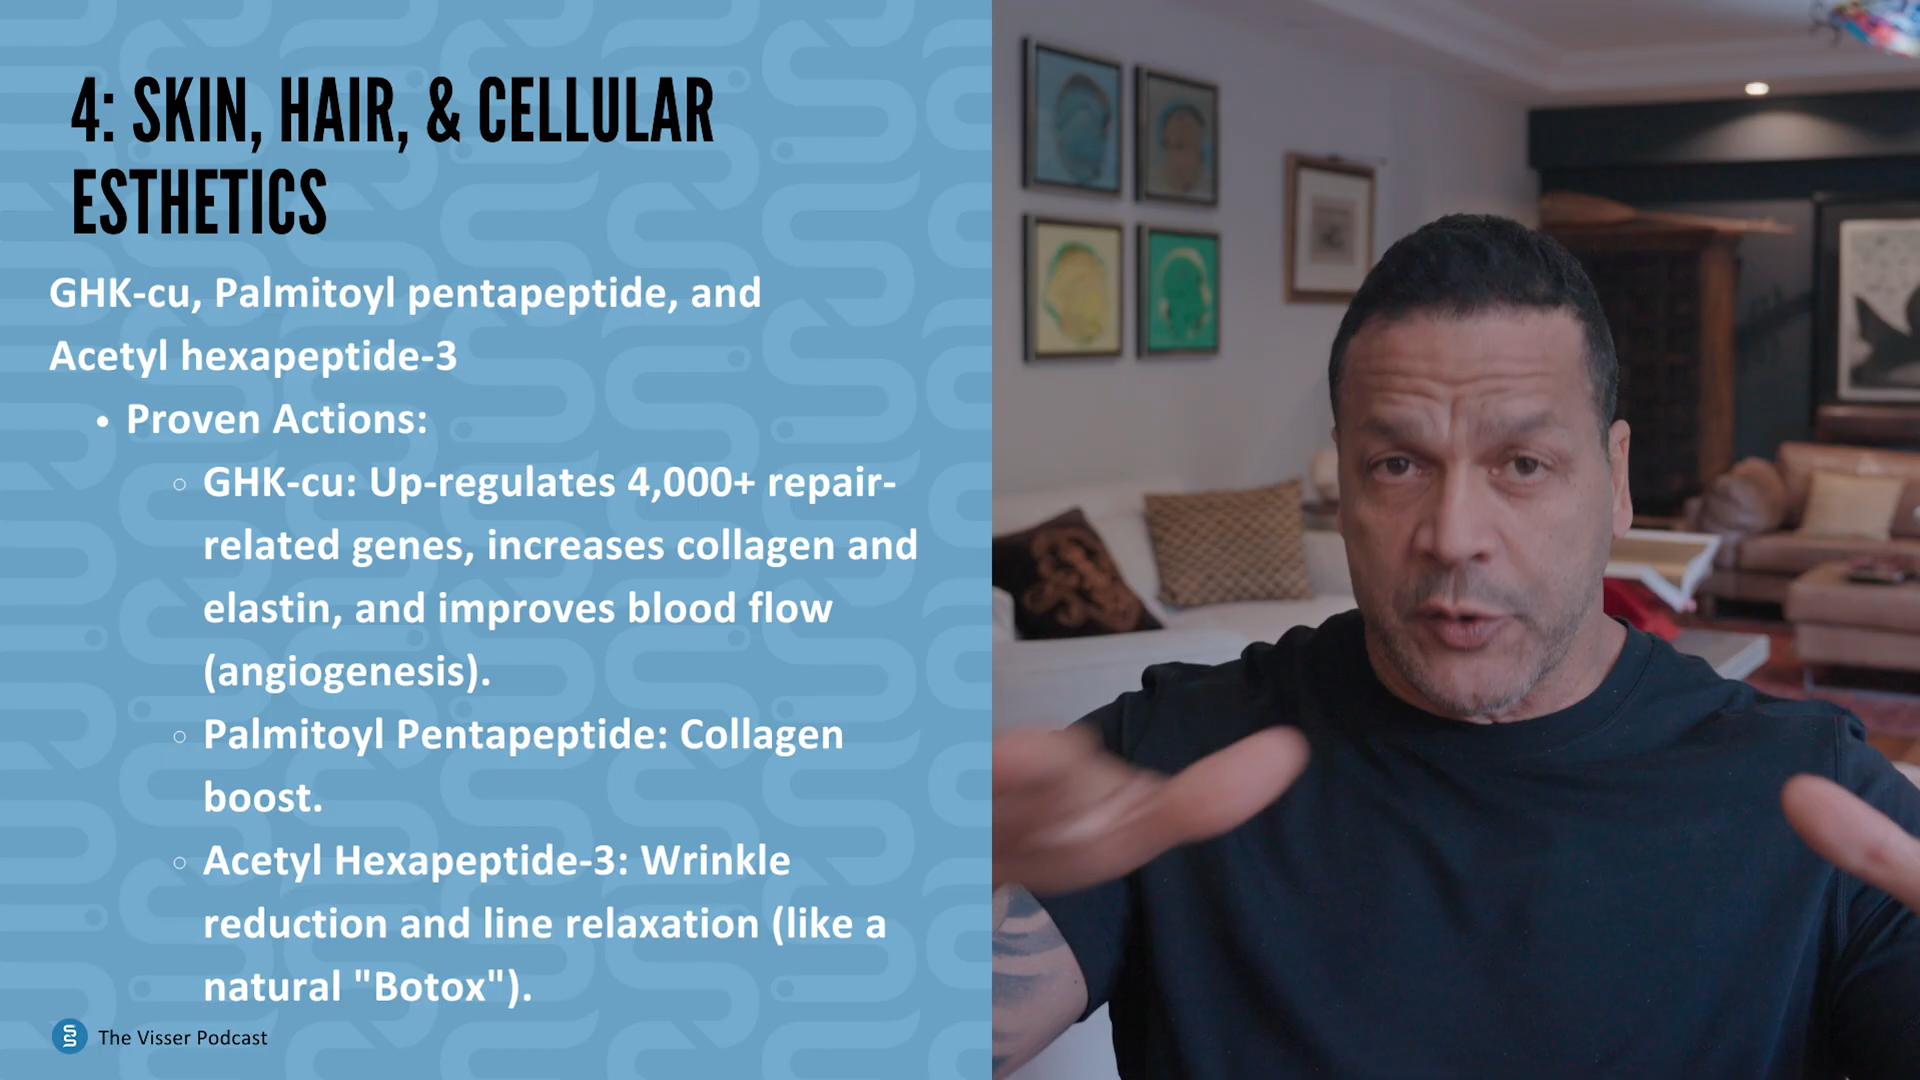 4: SKIN, HAIR, & CELLULAR
ESTHETICS
GHK-cu, Palmitoyl pentapeptide, and
Acetyl hexapeptide-3
• Proven Actions:
◦ GHK-cu: Up-regulates 4,000+ repair-
related genes, increases collagen and
elastin, and improves blood flow
(angiogenesis).
◦ Palmitoyl Pentapeptide: Collagen
boost.
◦ Acetyl Hexapeptide-3: Wrinkle
reduction and line relaxation (like a
natural "Botox").
The Visser Podcast